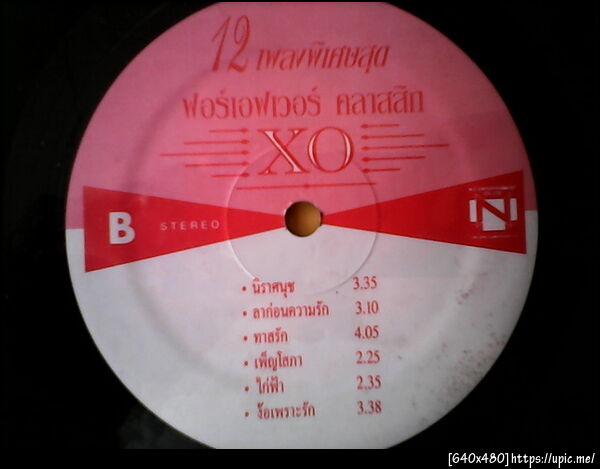 12 เพลงพิเศษสุด
ฟอร์เอฟเวอร์ คลาสสิก
XO
B STEREO N
• นิราศนุช 3.35
• ลาก่อนความรัก 3.10
• ทาสรัก 4.05
• เพ็ญโสภา 2.25
• ไก่ฟ้า 2.35
• ง้อเพราะรัก 3.38
[640x480]https://upic.me/